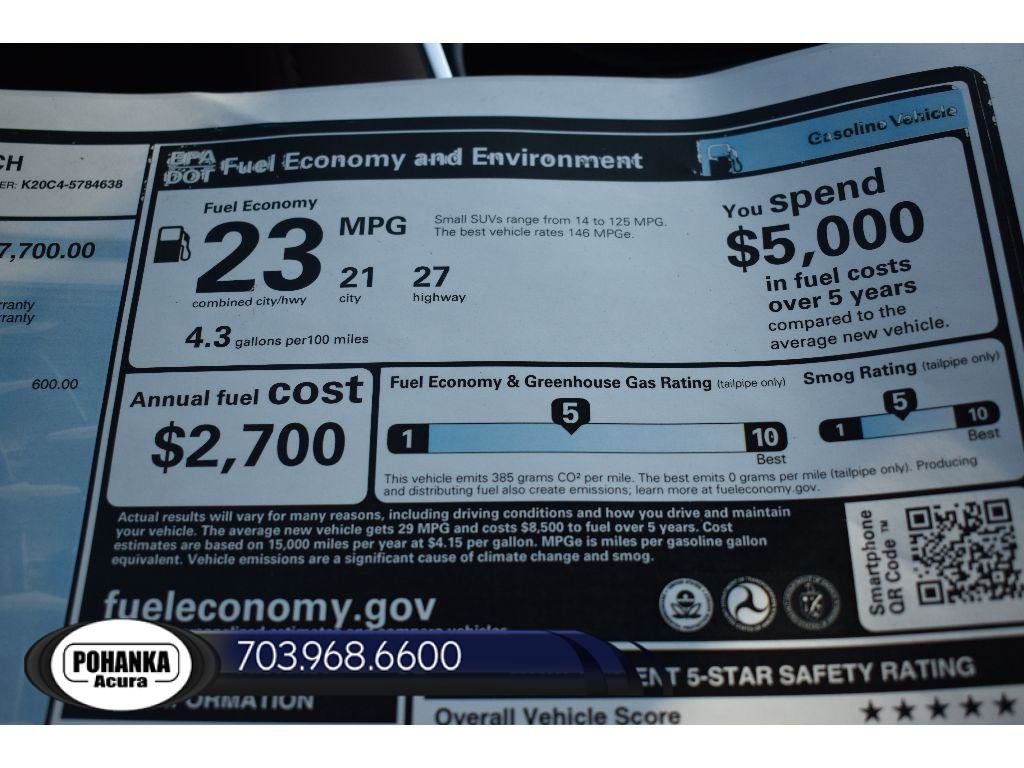 CH
ER: K20C4-5784638
7,700.00
rranty
rranty
600.00
EPA
DOT
Fuel Economy and Environment
Gasoline Vehicle
Fuel Economy
23 MPG
combined city/hwy
21
city
27
highway
4.3 gallons per100 miles
Small SUVs range from 14 to 125 MPG.
The best vehicle rates 146 MPGe.
You spend
$5,000
in fuel costs
over 5 years
compared to the
average new vehicle.
Annual fuel cost
$2,700
Fuel Economy & Greenhouse Gas Rating (tailpipe only)
5
1
10
Best
Smog Rating (tailpipe only)
5
1
10
Best
This vehicle emits 385 grams CO² per mile. The best emits 0 grams per mile (tailpipe only). Producing
and distributing fuel also create emissions; learn more at fueleconomy.gov.
Actual results will vary for many reasons, including driving conditions and how you drive and maintain
your vehicle. The average new vehicle gets 29 MPG and costs $8,500 to fuel over 5 years. Cost
estimates are based on 15,000 miles per year at $4.15 per gallon. MPGe is miles per gasoline gallon
equivalent. Vehicle emissions are a significant cause of climate change and smog.
fueleconomy.gov
Smartphone
QR Code™
POHANKA
Acura
703.968.6600
ENT 5-STAR SAFETY RATING
ORMATION
Overall Vehicle Score
★★★★★